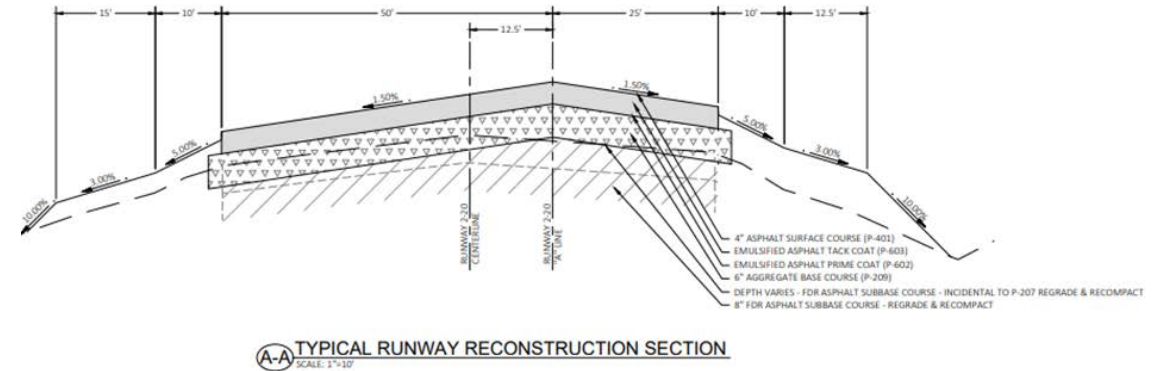 15' 10' 50' 25' 10' 12.5'
12.5'
1.50% 1.50%
5.00% 5.00%
3.00% 3.00%
10.00% 10.00%
RUNWAY 2-20
CENTERLINE
RUNWAY 2-20
"A" LINE
4" ASPHALT SURFACE COURSE (P-401)
EMULSIFIED ASPHALT TACK COAT (P-603)
EMULSIFIED ASPHALT PRIME COAT (P-602)
6" AGGREGATE BASE COURSE (P-209)
DEPTH VARIES - FDR ASPHALT SUBBASE COURSE - INCIDENTAL TO P-207 REGRADE & RECOMPACT
8" FDR ASPHALT SUBBASE COURSE - REGRADE & RECOMPACT
A-A TYPICAL RUNWAY RECONSTRUCTION SECTION
SCALE: 1"=10'